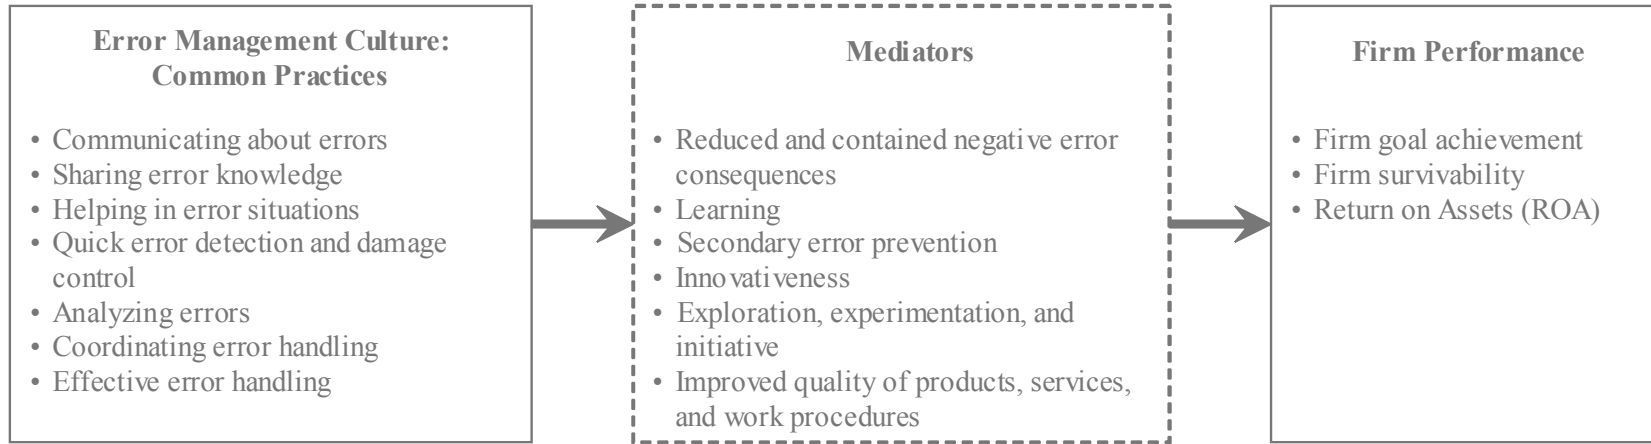 Error Management Culture:
Common Practices
• Communicating about errors
• Sharing error knowledge
• Helping in error situations
• Quick error detection and damage
control
• Analyzing errors
• Coordinating error handling
• Effective error handling
Mediators
• Reduced and contained negative error
consequences
• Learning
• Secondary error prevention
• Innovativeness
• Exploration, experimentation, and
initiative
• Improved quality of products, services,
and work procedures
Firm Performance
• Firm goal achievement
• Firm survivability
• Return on Assets (ROA)